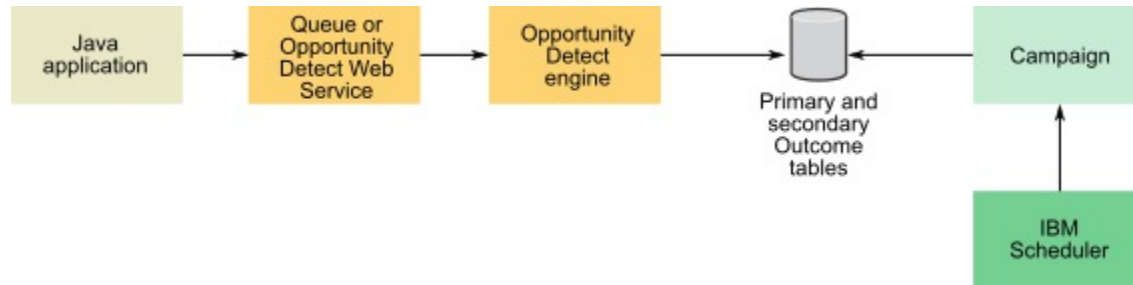 Java
application
Queue or
Opportunity
Detect Web
Service
Opportunity
Detect
engine
Primary and
secondary
Outcome
tables
Campaign
IBM
Scheduler